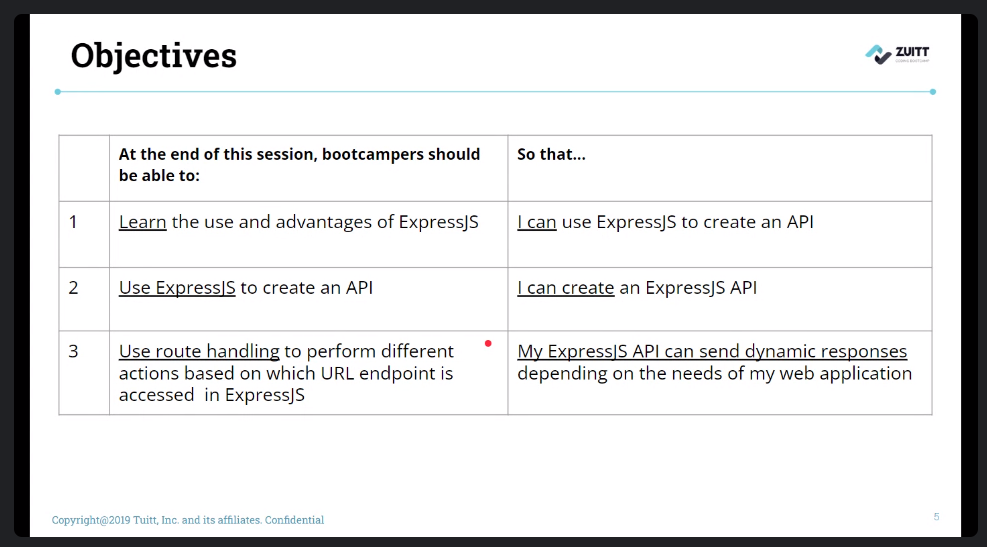 Objectives
ZUITT
CODING BOOTCAMP
At the end of this session, bootcampers should
be able to:
So that...
1
Learn the use and advantages of ExpressJS
I can use ExpressJS to create an API
2
Use ExpressJS to create an API
I can create an ExpressJS API
3
Use route handling to perform different
actions based on which URL endpoint is
accessed  in ExpressJS
My ExpressJS API can send dynamic responses
depending on the needs of my web application
Copyright@2019 Tuitt, Inc. and its affiliates. Confidential
5